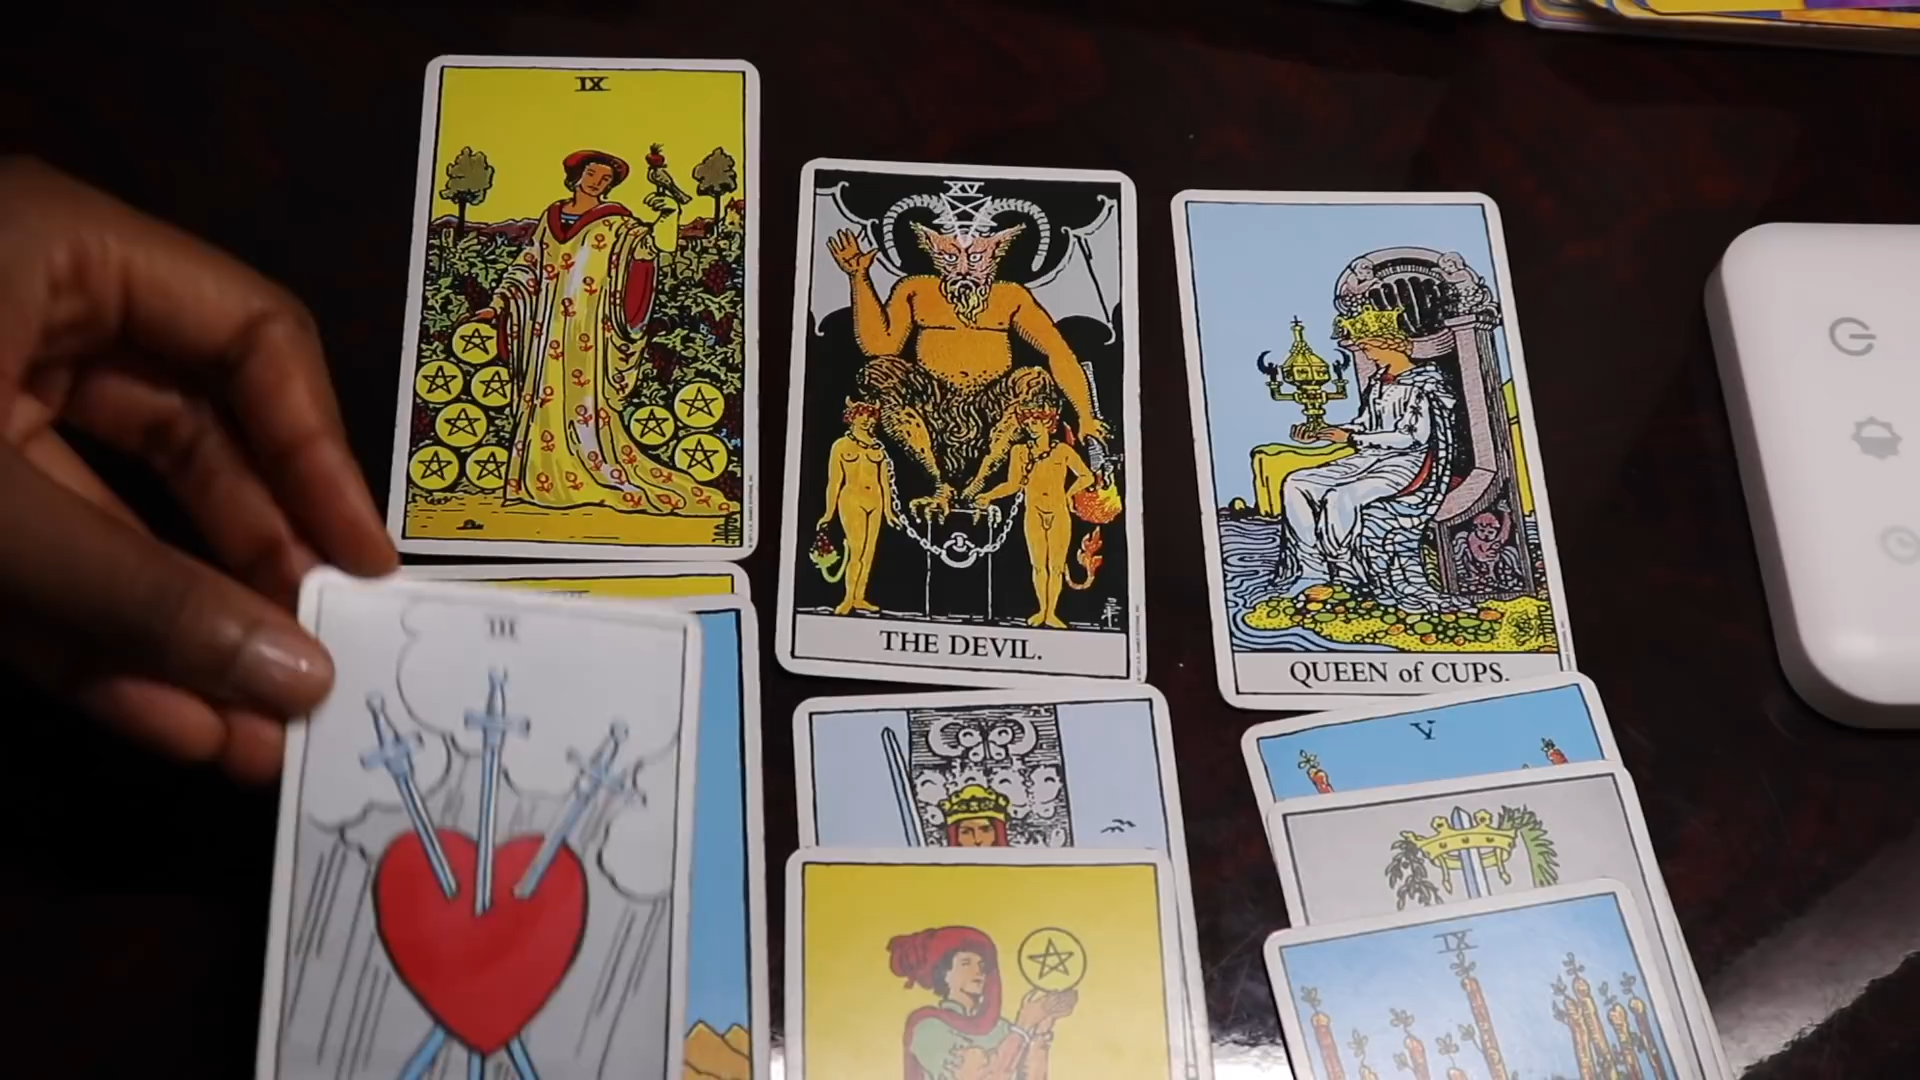 IX
XV
THE DEVIL.
QUEEN of CUPS.
III
V
IX